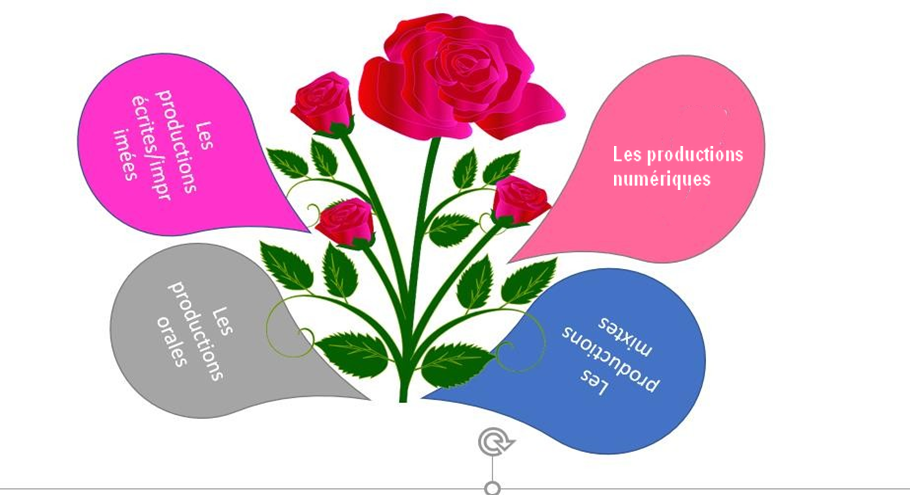 Les
productions
écrites/impr
imées
Les productions
numériques
Les
productions
orales
Les
productions
mixtes